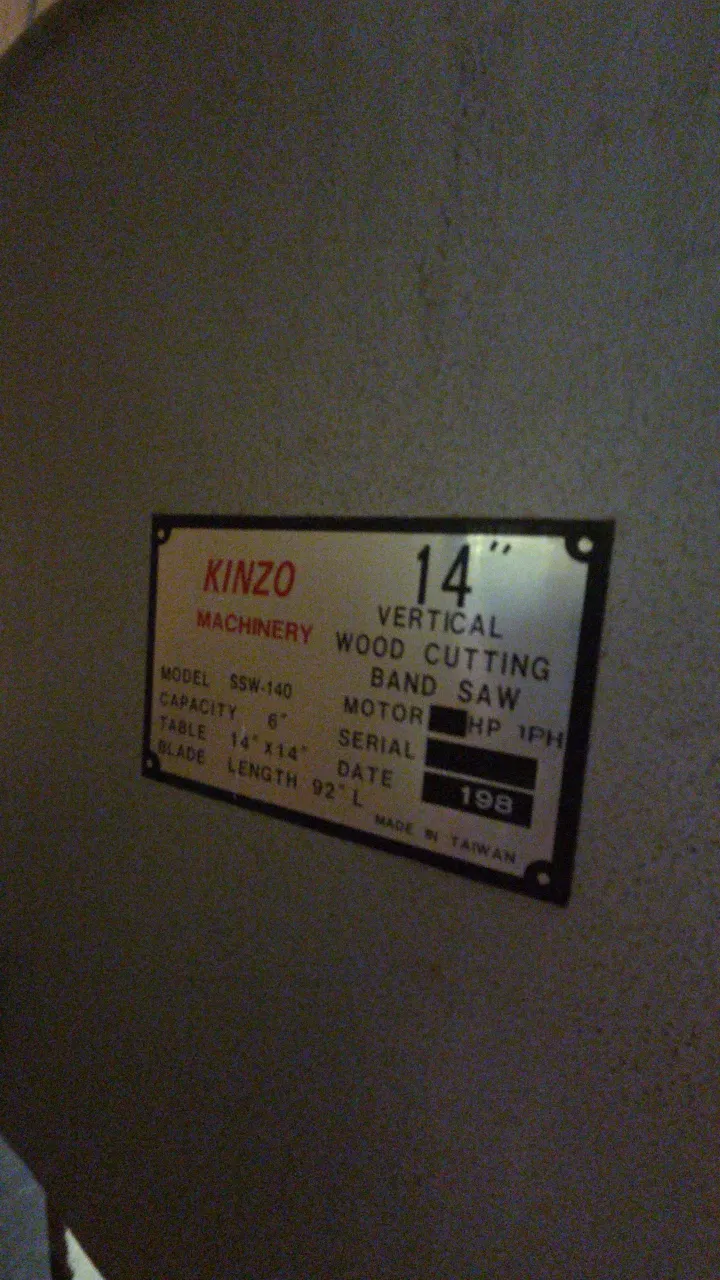 KINZO
MACHINERY
MODEL SSW-140
CAPACITY 6"
TABLE 14" X 14"
BLADE LENGTH 92" L
14"
VERTICAL
WOOD CUTTING
BAND SAW
MOTOR HP 1PH
SERIAL
DATE 198
MADE IN TAIWAN